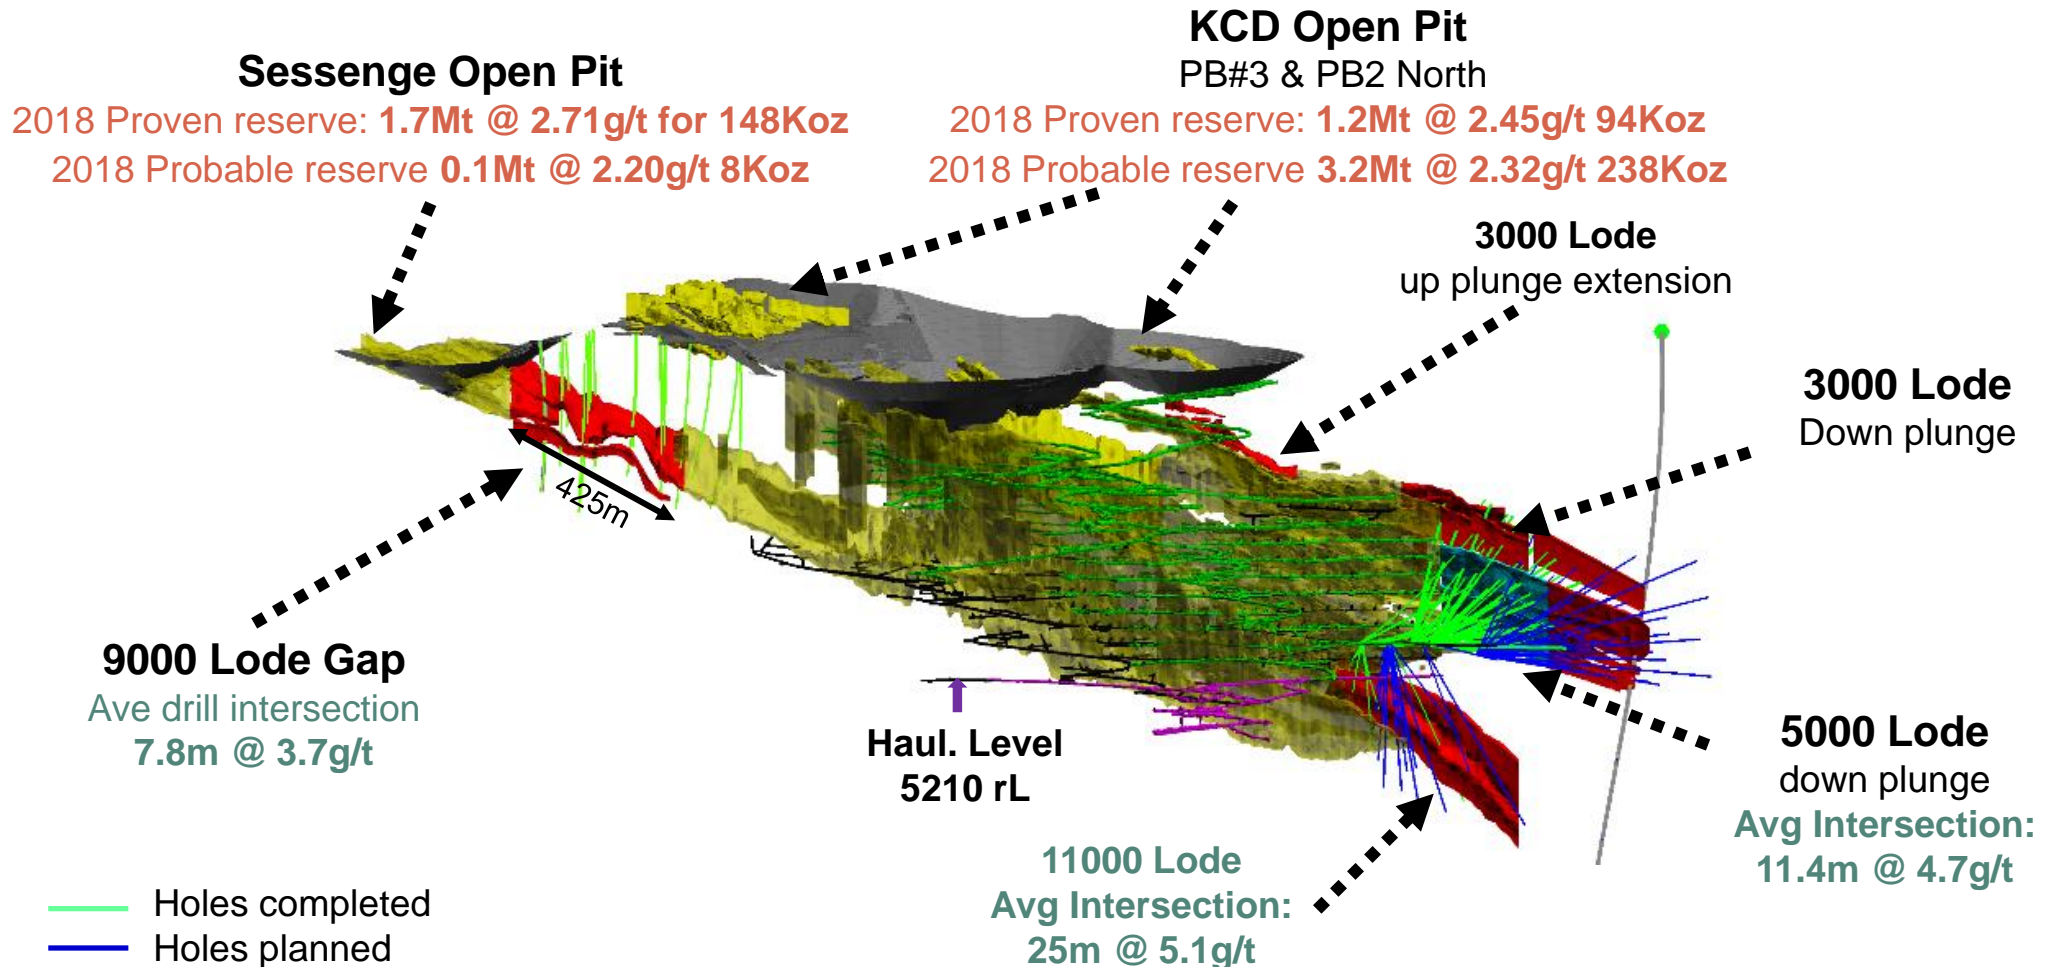 KCD Open Pit
PB#3 & PB2 North
2018 Proven reserve: 1.2Mt @ 2.45g/t 94Koz
2018 Probable reserve 3.2Mt @ 2.32g/t 238Koz
Sessenge Open Pit
2018 Proven reserve: 1.7Mt @ 2.71g/t for 148Koz
2018 Probable reserve 0.1Mt @ 2.20g/t 8Koz
3000 Lode
up plunge extension
3000 Lode
Down plunge
425m
9000 Lode Gap
Ave drill intersection
7.8m @ 3.7g/t
Haul. Level
5210 rL
5000 Lode
down plunge
Avg Intersection:
11.4m @ 4.7g/t
11000 Lode
Avg Intersection:
25m @ 5.1g/t
Holes completed
Holes planned